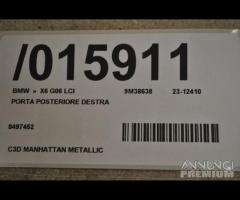 /015911
BMW » X6 G06 LCI 9M38638 23-12410
PORTA POSTERIORE DESTRA
8497452
C3D MANHATTAN METALLIC
ANNUNCI
PREMIUM